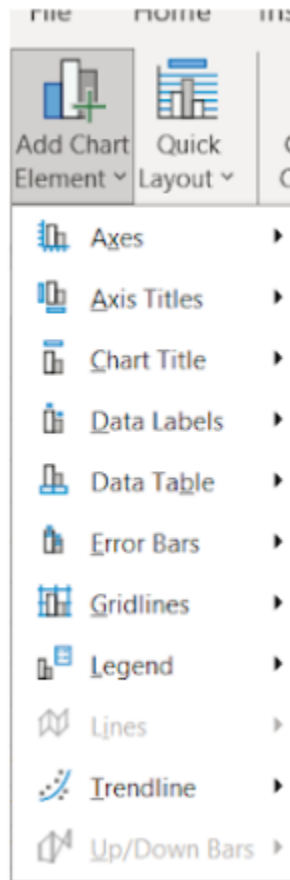 File Home Ins
Add Chart Quick
Element Layout
Axes
Axis Titles
Chart Title
Data Labels
Data Table
Error Bars
Gridlines
Legend
Lines
Trendline
Up/Down Bars